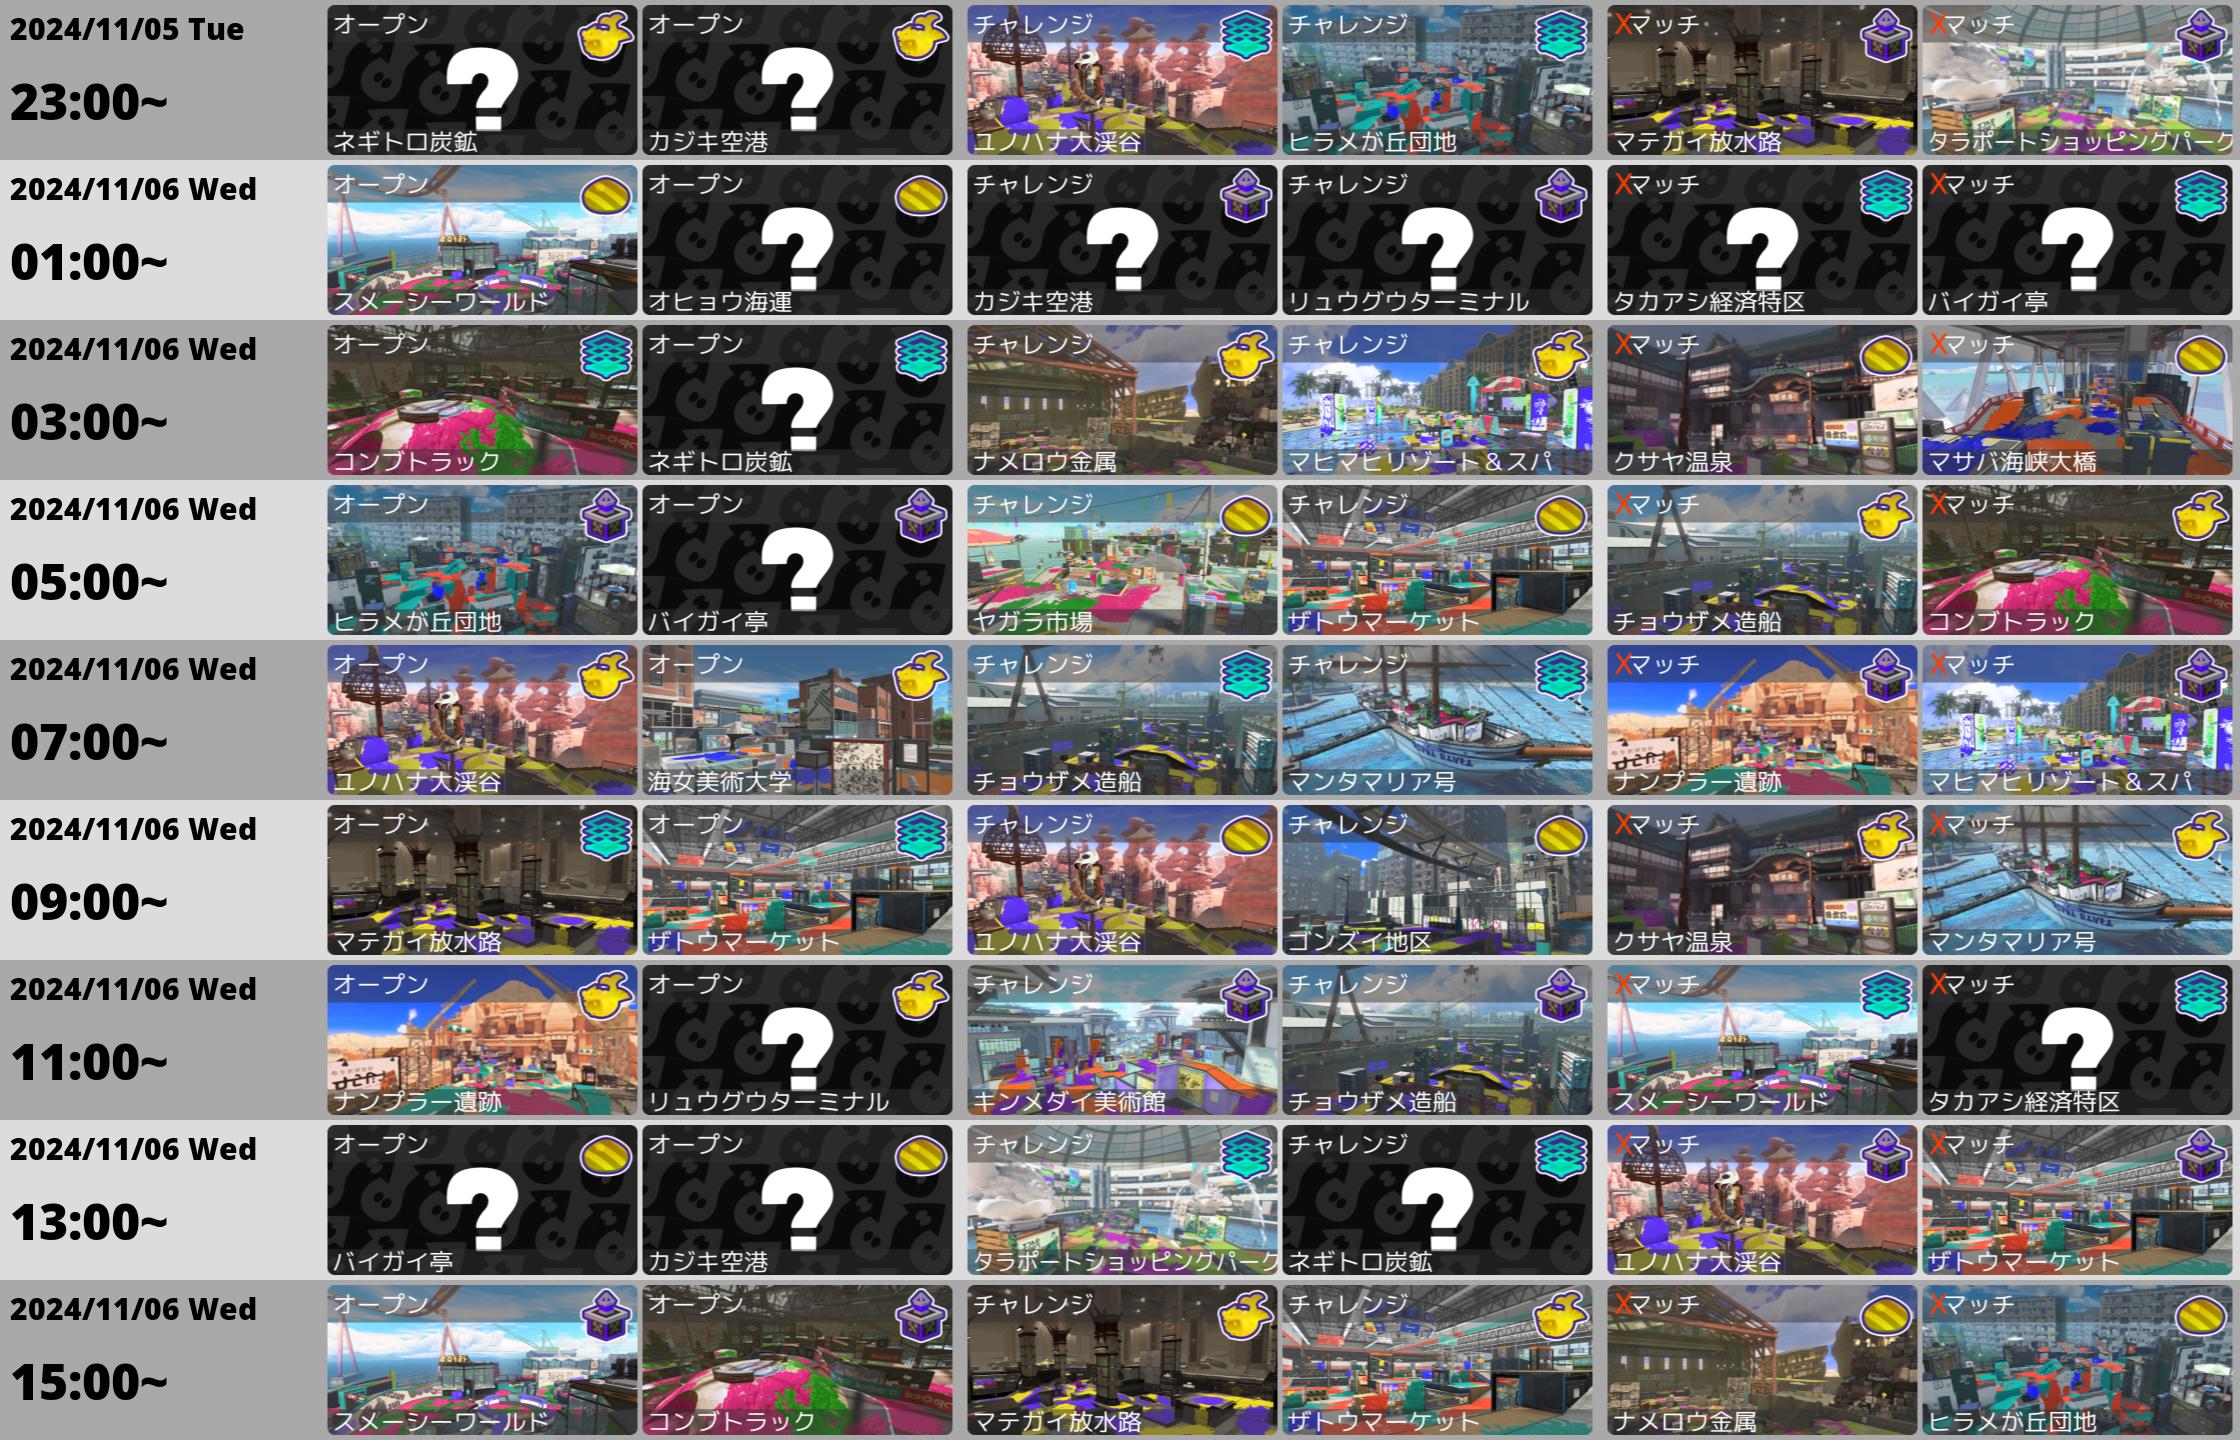 2024/11/05 Tue
23:00~
オープン
ネギトロ炭鉱
オープン
カジキ空港
チャレンジ
ユノハナ大渓谷
チャレンジ
ヒラメが丘団地
Xマッチ
マテガイ放水路
Xマッチ
タラポートショッピングパーク
2024/11/06 Wed
01:00~
オープン
スメーシーワールド
オープン
オヒョウ海運
チャレンジ
カジキ空港
チャレンジ
リュウグウターミナル
Xマッチ
タカアシ経済特区
Xマッチ
バイガイ亭
2024/11/06 Wed
03:00~
オープン
コンブトラック
オープン
ネギトロ炭鉱
チャレンジ
ナメロウ金属
チャレンジ
マヒマヒリゾート＆スパ
Xマッチ
クサヤ温泉
Xマッチ
マサバ海峡大橋
2024/11/06 Wed
05:00~
オープン
ヒラメが丘団地
オープン
バイガイ亭
チャレンジ
ヤガラ市場
チャレンジ
ザトウマーケット
Xマッチ
チョウザメ造船
Xマッチ
コンブトラック
2024/11/06 Wed
07:00~
オープン
ユノハナ大渓谷
オープン
海女美術大学
チャレンジ
チョウザメ造船
チャレンジ
マンタマリア号
Xマッチ
ナンプラー遺跡
Xマッチ
マヒマヒリゾート＆スパ
2024/11/06 Wed
09:00~
オープン
マテガイ放水路
オープン
ザトウマーケット
チャレンジ
ユノハナ大渓谷
チャレンジ
ゴンズイ地区
Xマッチ
クサヤ温泉
Xマッチ
マンタマリア号
2024/11/06 Wed
11:00~
オープン
ナンプラー遺跡
オープン
リュウグウターミナル
チャレンジ
キンメダイ美術館
チャレンジ
チョウザメ造船
Xマッチ
スメーシーワールド
Xマッチ
タカアシ経済特区
2024/11/06 Wed
13:00~
オープン
バイガイ亭
オープン
カジキ空港
チャレンジ
タラポートショッピングパーク
チャレンジ
ネギトロ炭鉱
Xマッチ
ユノハナ大渓谷
Xマッチ
ザトウマーケット
2024/11/06 Wed
15:00~
オープン
スメーシーワールド
オープン
コンブトラック
チャレンジ
マテガイ放水路
チャレンジ
ザトウマーケット
Xマッチ
ナメロウ金属
Xマッチ
ヒラメが丘団地